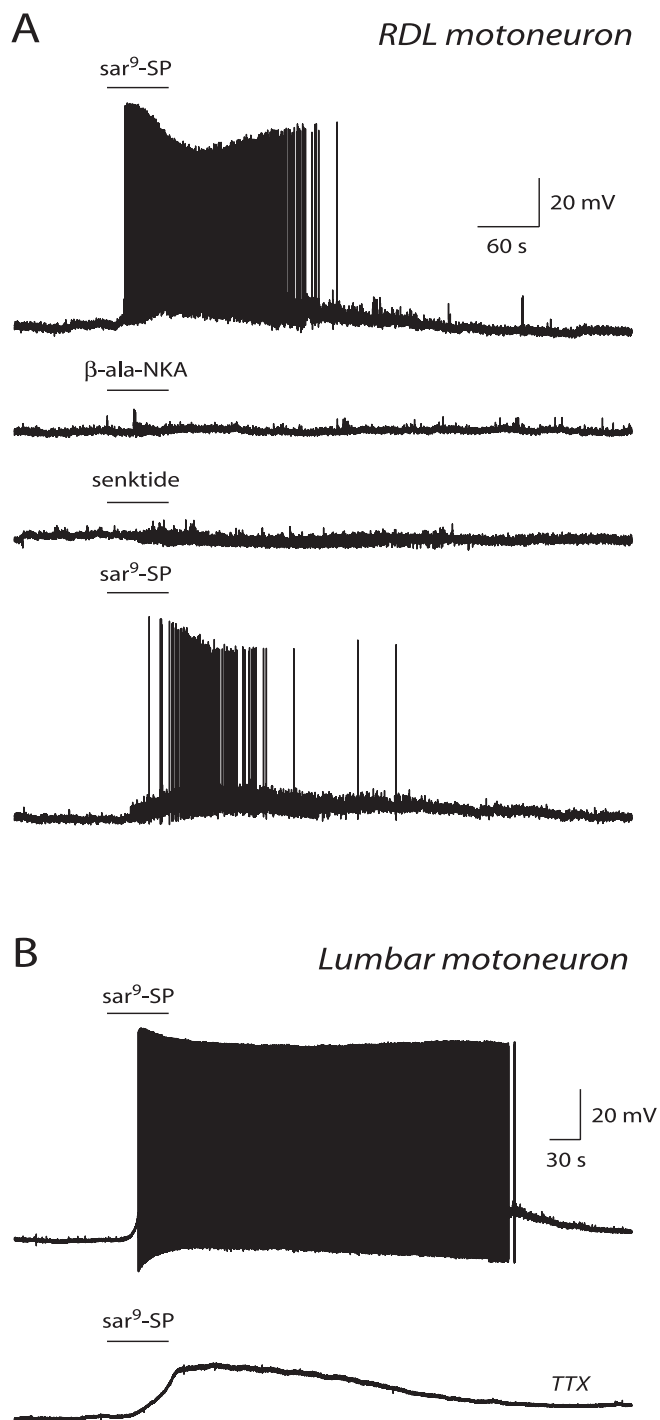 A
RDL motoneuron
sar⁹-SP
20 mV
60 s
β-ala-NKA
senktide
sar⁹-SP
B
Lumbar motoneuron
sar⁹-SP
20 mV
30 s
sar⁹-SP
TTX